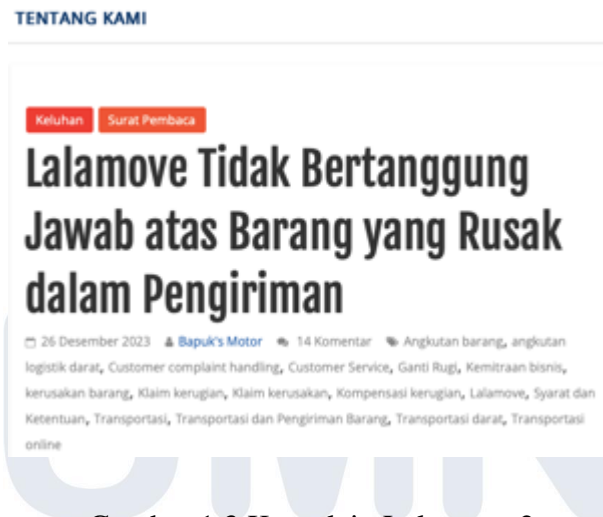 TENTANG KAMI
Keluhan Surat Pembaca
Lalamove Tidak Bertanggung
Jawab atas Barang yang Rusak
dalam Pengiriman
26 Desember 2023 Bapuk's Motor 14 Komentar Angkutan barang, angkutan
logistik darat, Customer complaint handling, Customer Service, Ganti Rugi, Kemitraan bisnis,
kerusakan barang, Klaim kerugian, Klaim kerusakan, Kompensasi kerugian, Lalamove, Syarat dan
Ketentuan, Transportasi, Transportasi dan Pengiriman Barang, Transportasi darat, Transportasi
online